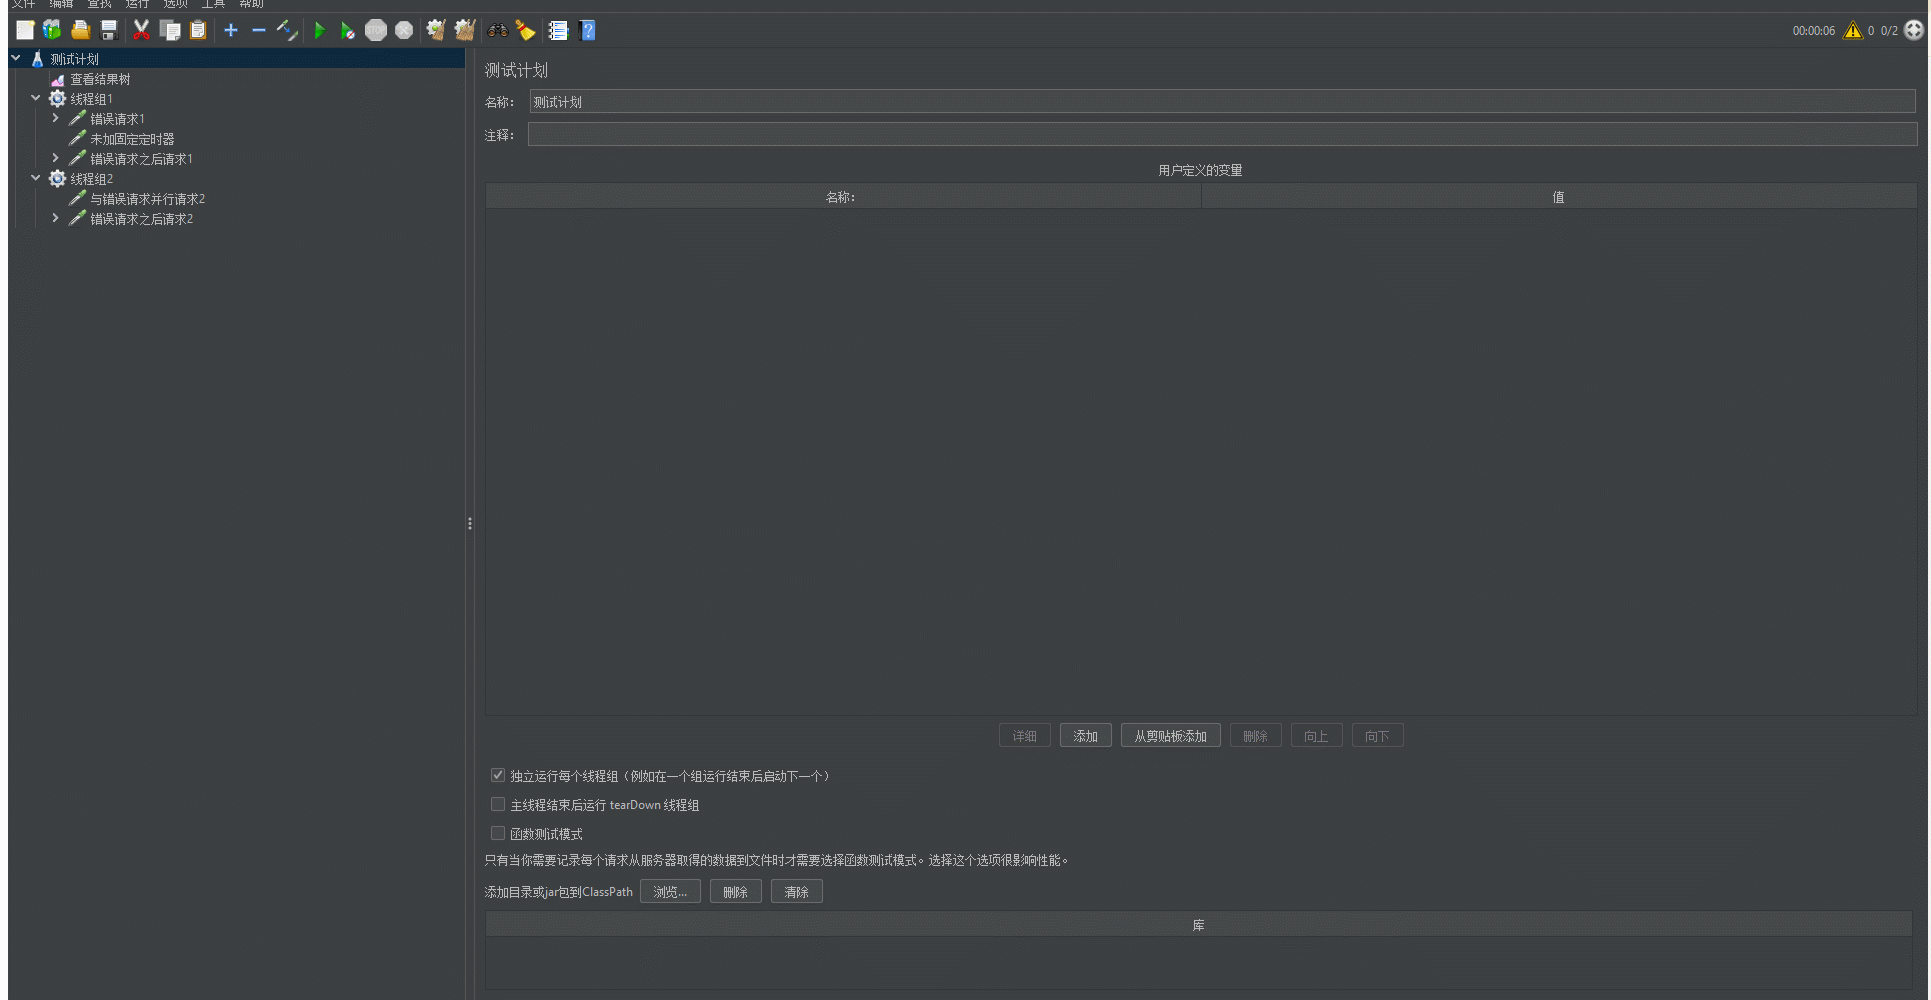 文件 编辑 查找 运行 选项 工具 帮助
STOP
00:00:06 0 0/2
测试计划
查看结果树
线程组1
错误请求1
未加固定定时器
错误请求之后请求1
线程组2
与错误请求并行请求2
错误请求之后请求2
测试计划
名称： 测试计划
注释：
用户定义的变量
名称： 值
详细 添加 从剪贴板添加 删除 向上 向下
独立运行每个线程组（例如在一个组运行结束后启动下一个）
主线程结束后运行 tearDown 线程组
函数测试模式
只有当你需要记录每个请求从服务器取得的数据到文件时才需要选择函数测试模式。选择这个选项很影响性能。
添加目录或jar包到ClassPath 浏览... 删除 清除
库